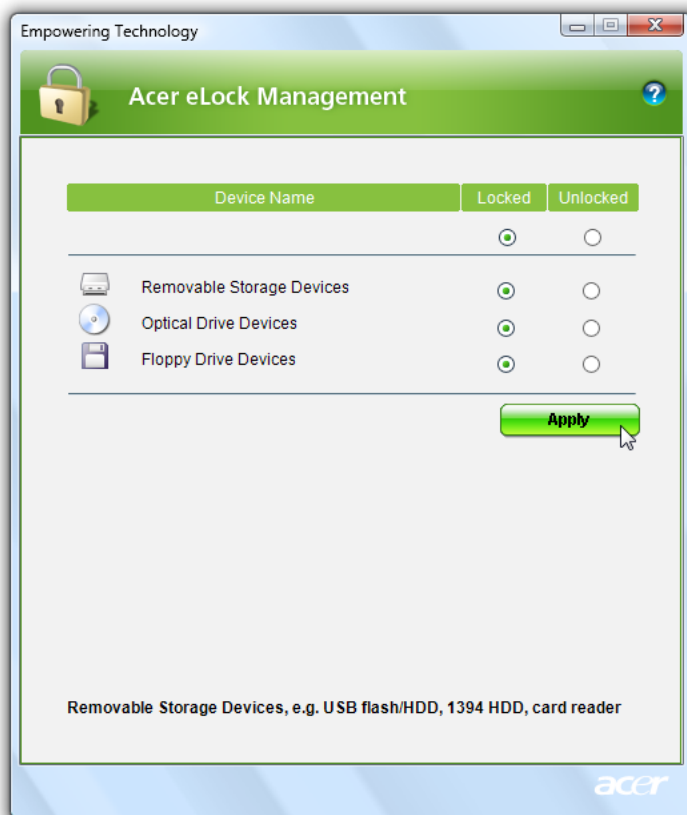 Empowering Technology
Acer eLock Management
Device Name Locked Unlocked
Removable Storage Devices
Optical Drive Devices
Floppy Drive Devices
Apply
Removable Storage Devices, e.g. USB flash/HDD, 1394 HDD, card reader
acer